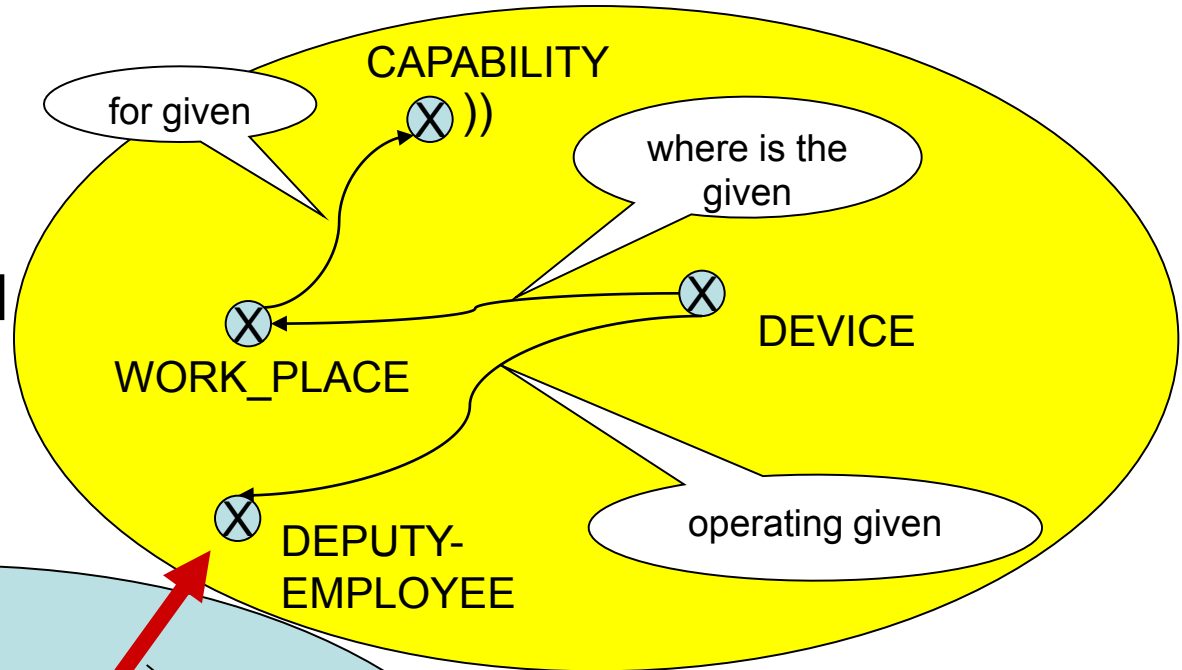 CAPABILITY
for given
X ))
where is the
given
X
DEVICE
X
WORK_PLACE
operating given
X
DEPUTY-
EMPLOYEE